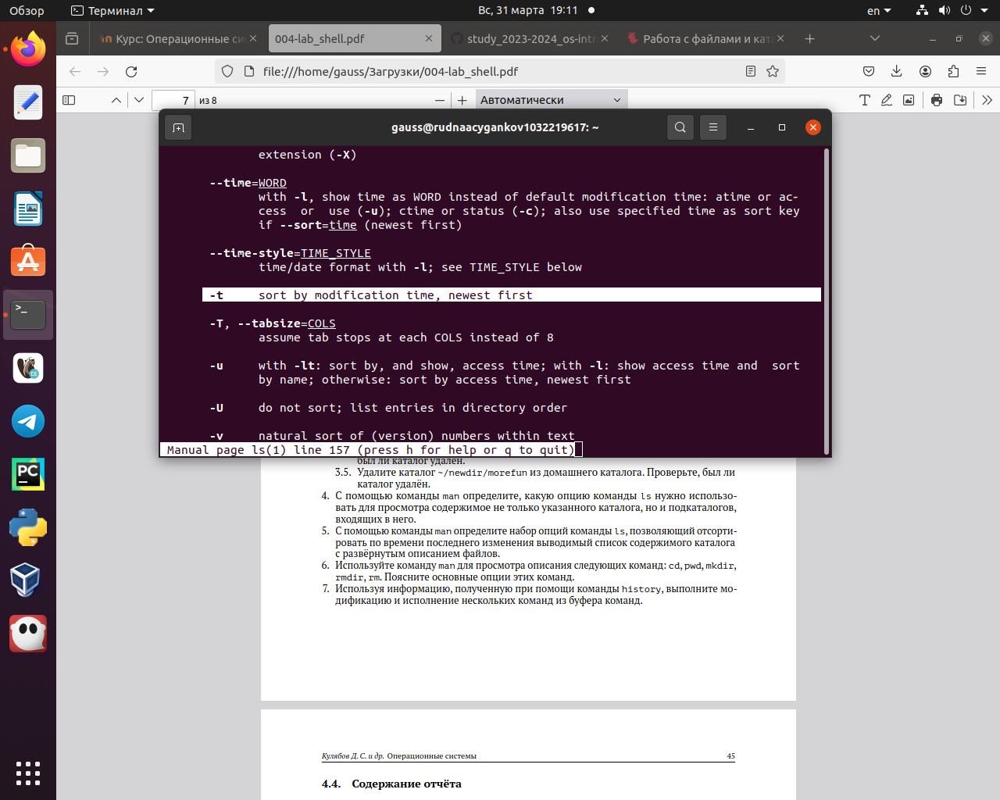 Обзор
Терминал
Вс, 31 марта 19:11
en
Курс: Операционные си
004-lab_shell.pdf
study_2023-2024_os-intr
Работа с файлами и кат
file:///home/gauss/Загрузки/004-lab_shell.pdf
7 из 8
Автоматически
gauss@rudnaacygankov1032219617: ~
extension (-X)
--time=WORD
with -l, show time as WORD instead of default modification time: atime or ac-
cess  or  use (-u); ctime or status (-c); also use specified time as sort key
if --sort=time (newest first)
--time-style=TIME_STYLE
time/date format with -l; see TIME_STYLE below
-t     sort by modification time, newest first
-T, --tabsize=COLS
assume tab stops at each COLS instead of 8
-u     with -lt: sort by, and show, access time; with -l: show access time and  sort
by name; otherwise: sort by access time, newest first
-U     do not sort; list entries in directory order
-v     natural sort of (version) numbers within text
Manual page ls(1) line 157 (press h for help or q to quit)
был ли каталог удалён.
3.5. Удалите каталог ~/newdir/morefun из домашнего каталога. Проверьте, был ли
каталог удалён.
4. С помощью команды man определите, какую опцию команды ls нужно использо-
вать для просмотра содержимое не только указанного каталога, но и подкаталогов,
входящих в него.
5. С помощью команды man определите набор опций команды ls, позволяющий отсорти-
ровать по времени последнего изменения выводимый список содержимого каталога
с развёрнутым описанием файлов.
6. Используйте команду man для просмотра описания следующих команд: cd, pwd, mkdir,
rmdir, rm. Поясните основные опции этих команд.
7. Используя информацию, полученную при помощи команды history, выполните мо-
дификацию и исполнение нескольких команд из буфера команд.
Кулябов Д. С. и др. Операционные системы 45
4.4. Содержание отчёта